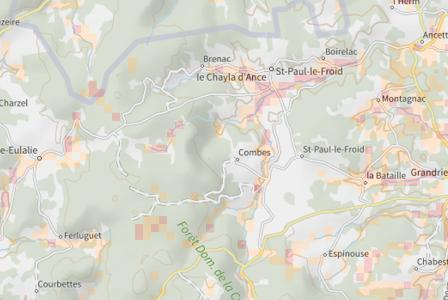 l'Herm
Ancett
zeire
Boirelac
Brenac
St-Paul-le-Froid
le Chayla d'Ance
Charzel
Montagnac
e-Eulalie
Combes
St-Paul-le-Froid
la Bataille
Grandrie
Forêt Dom. de la C
Ferluguet
Espinouse
Chabest
Courbettes